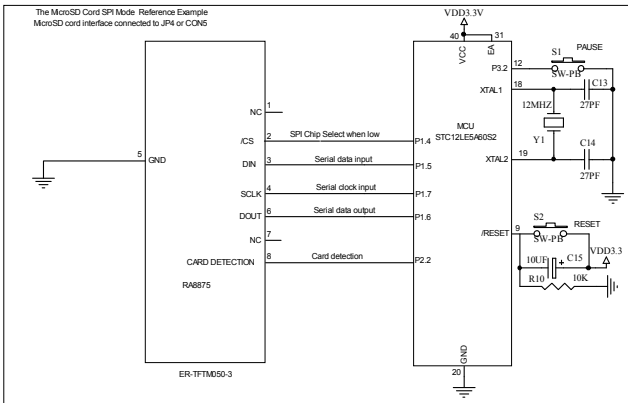 The MicroSD Cord SPI Mode Reference Example
MicroSD cord interface connected to JP4 or CON5
VDD3.3V
40
31
VCC
EA
S1
PAUSE
P3.2
12
SW-PB
XTAL1
18
C13
27PF
12MHZ
Y1
NC
1
/CS
2
SPI Chip Select when low
P1.4
MCU
STC12LE5A60S2
5
GND
DIN
3
Serial data input
P1.5
XTAL2
19
C14
27PF
SCLK
4
Serial clock input
P1.7
DOUT
6
Serial data output
P1.6
S2
NC
7
/RESET
9
SW-PB
RESET
CARD DETECTION
8
Card detection
P2.2
VDD3.3
10UF
+
C15
RA8875
R10
10K
GND
20
ER-TFTM050-3